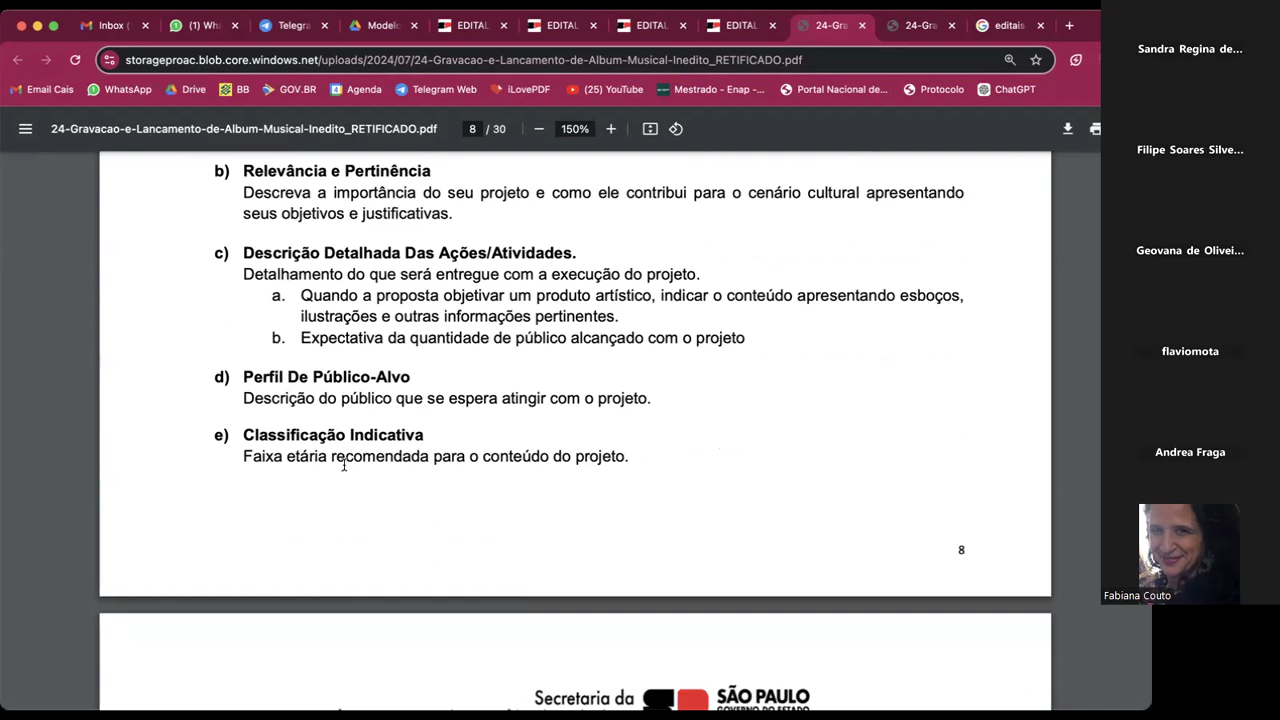 Inbox (
(1) Wha
Telegra
Modelo
EDITAL
EDITAL
EDITAL
EDITAL
24-Gra
24-Gra
editais
storageproac.blob.core.windows.net/uploads/2024/07/24-Gravacao-e-Lancamento-de-Album-Musical-Inedito_RETIFICADO.pdf
Email Cais
WhatsApp
Drive
BB
GOV.BR
Agenda
Telegram Web
iLovePDF
(25) YouTube
Mestrado - Enap -...
Portal Nacional de...
Protocolo
ChatGPT
24-Gravacao-e-Lancamento-de-Album-Musical-Inedito_RETIFICADO.pdf
8 / 30
150%
b) Relevância e Pertinência
Descreva a importância do seu projeto e como ele contribui para o cenário cultural apresentando
seus objetivos e justificativas.
c) Descrição Detalhada Das Ações/Atividades.
Detalhamento do que será entregue com a execução do projeto.
a. Quando a proposta objetivar um produto artístico, indicar o conteúdo apresentando esboços,
ilustrações e outras informações pertinentes.
b. Expectativa da quantidade de público alcançado com o projeto
d) Perfil De Público-Alvo
Descrição do público que se espera atingir com o projeto.
e) Classificação Indicativa
Faixa etária recomendada para o conteúdo do projeto.
8
Secretaria da
SÃO PAULO
GOVERNO DO ESTADO
Sandra Regina de...
Filipe Soares Silve...
Geovana de Olivei...
flaviomota
Andrea Fraga
Fabiana Couto